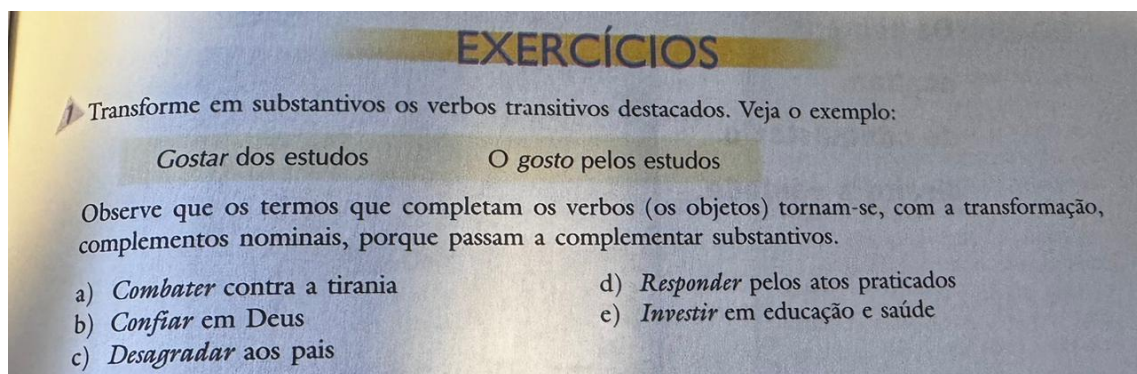 EXERCÍCIOS
1 Transforme em substantivos os verbos transitivos destacados. Veja o exemplo:
Gostar dos estudos O gosto pelos estudos
Observe que os termos que completam os verbos (os objetos) tornam-se, com a transformação,
complementos nominais, porque passam a complementar substantivos.
a) Combater contra a tirania
b) Confiar em Deus
c) Desagradar aos pais
d) Responder pelos atos praticados
e) Investir em educação e saúde